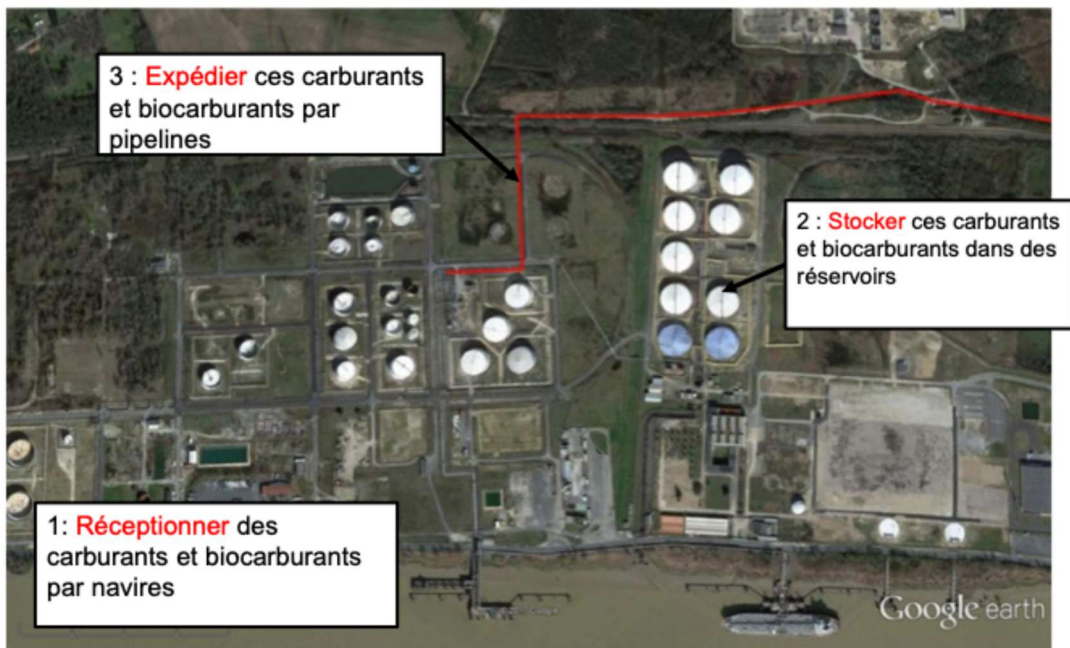 3 : Expédier ces carburants
et biocarburants par
pipelines
2 : Stocker ces carburants
et biocarburants dans des
réservoirs
1: Réceptionner des
carburants et biocarburants
par navires
Google earth